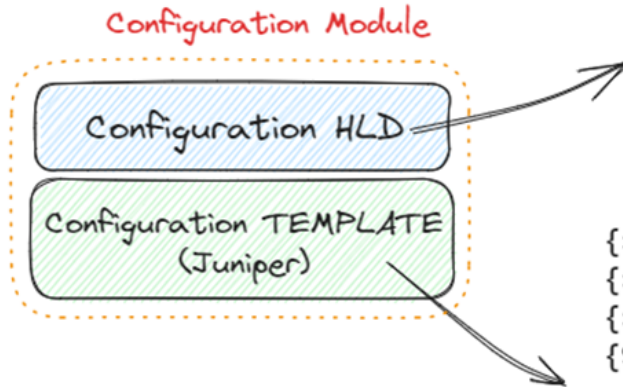 Configuration Module
Configuration HLD
Configuration TEMPLATE
(Juniper)
{
{
{
{